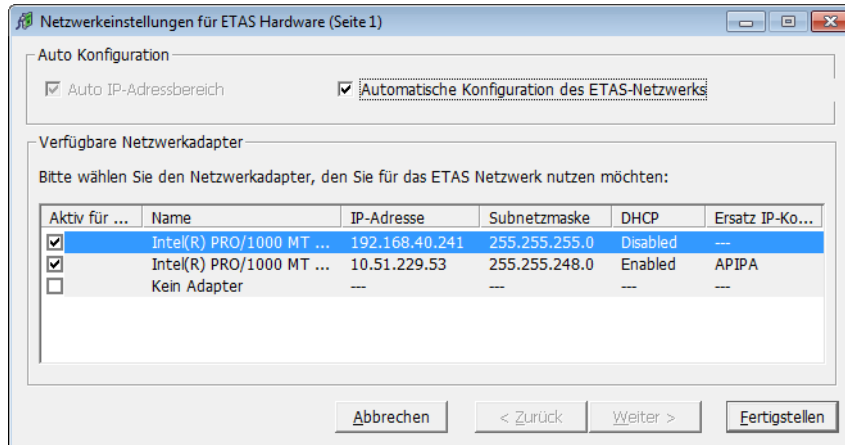 Netzwerkeinstellungen für ETAS Hardware (Seite 1)
Auto Konfiguration
Auto IP-Adressbereich Automatische Konfiguration des ETAS-Netzwerks
Verfügbare Netzwerkadapter
Bitte wählen Sie den Netzwerkadapter, den Sie für das ETAS Netzwerk nutzen möchten:
Aktiv für ... Name IP-Adresse Subnetzmaske DHCP Ersatz IP-Ko...
Intel(R) PRO/1000 MT ... 192.168.40.241 255.255.255.0 Disabled ---
Intel(R) PRO/1000 MT ... 10.51.229.53 255.255.248.0 Enabled APIPA
Kein Adapter --- --- --- ---
Abbrechen < Zurück Weiter > Fertigstellen